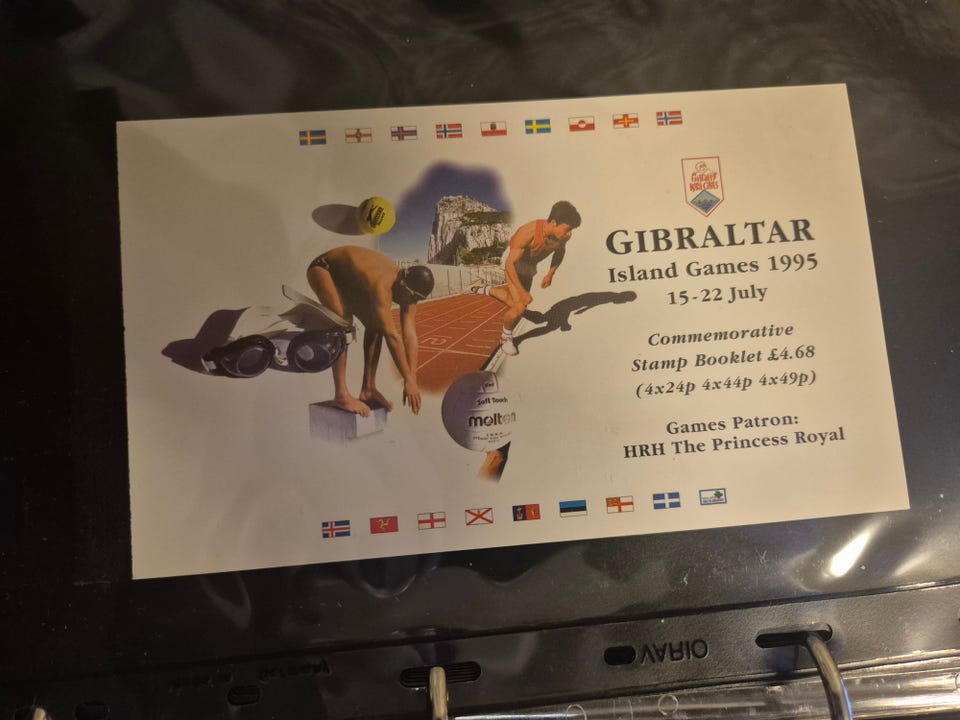 GIBRALTAR
Island Games 1995
15-22 July
Commemorative
Stamp Booklet £4.68
(4x24p 4x44p 4x49p)
Games Patron:
HRH The Princess Royal
Soft Touch
molten
VARIO